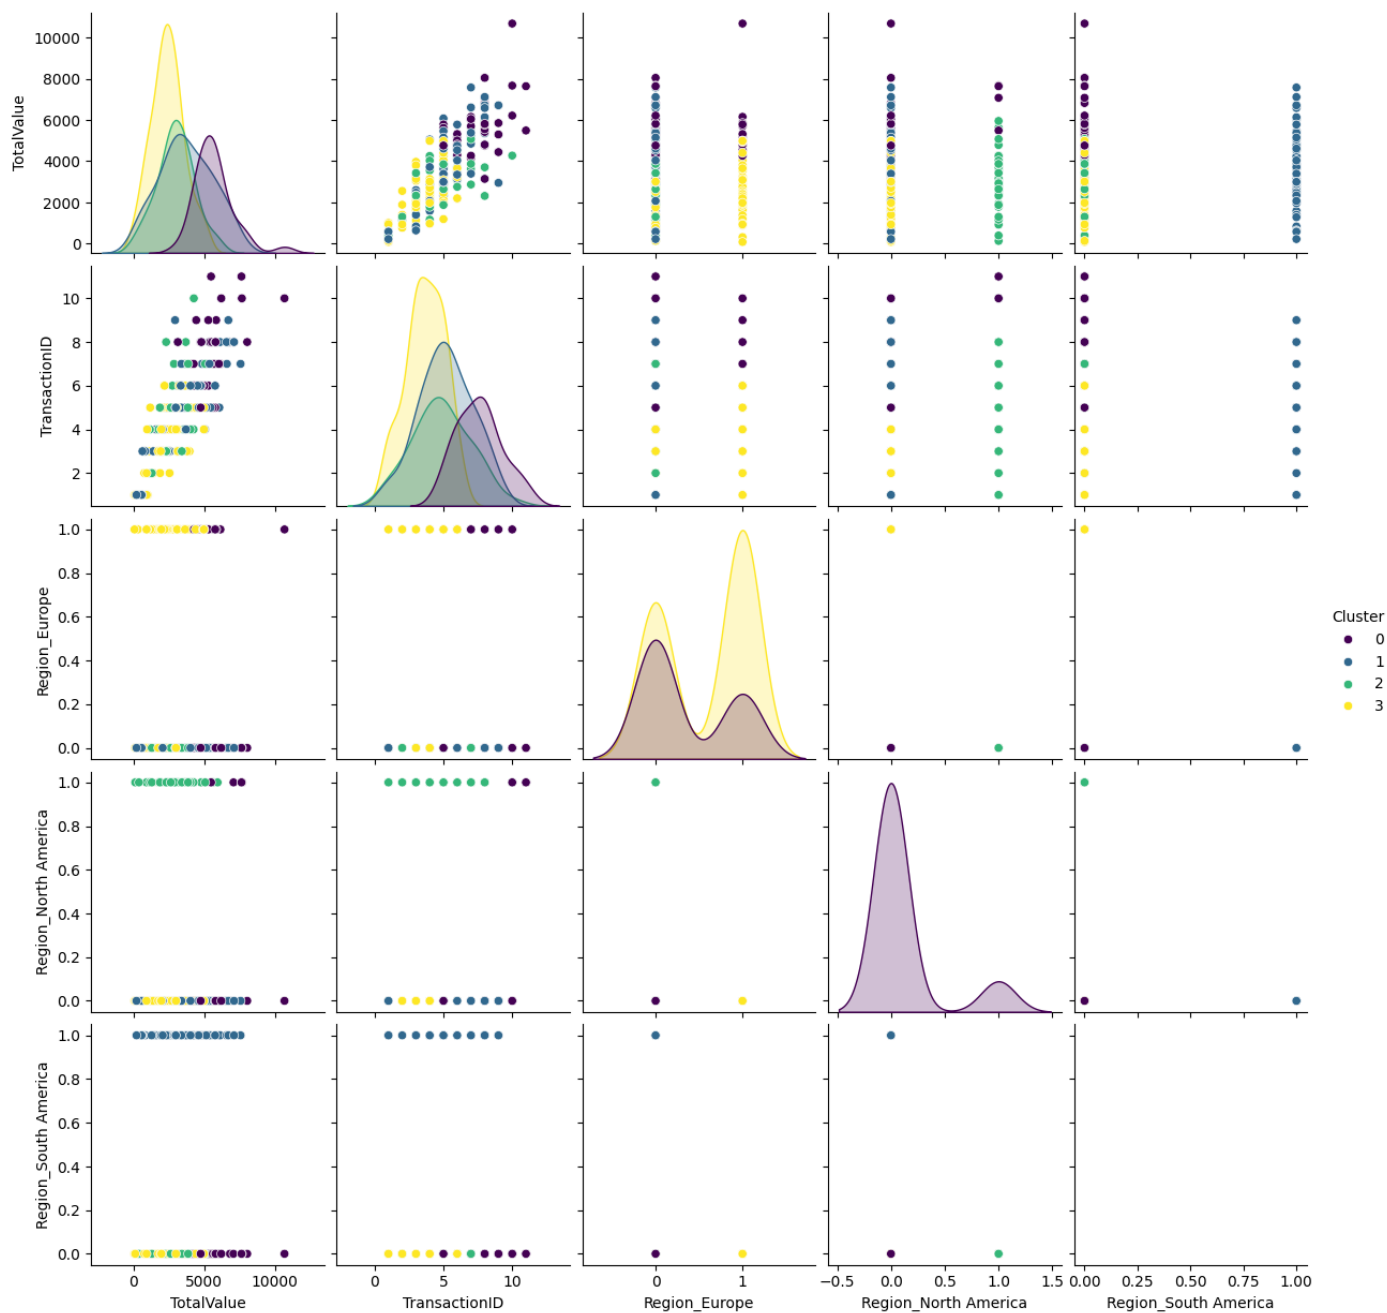 10000
8000
6000
4000
2000
0
TotalValue
10
8
6
4
2
TransactionID
1.0
0.8
0.6
0.4
0.2
0.0
Region_Europe
Cluster
0
1
2
3
1.0
0.8
0.6
0.4
0.2
0.0
Region_North America
1.0
0.8
0.6
0.4
0.2
0.0
Region_South America
0 5000 10000
0 5 10
0 1
−0.5 0.0 0.5 1.0 1.5
0.00 0.25 0.50 0.75 1.00
TotalValue
TransactionID
Region_Europe
Region_North America
Region_South America